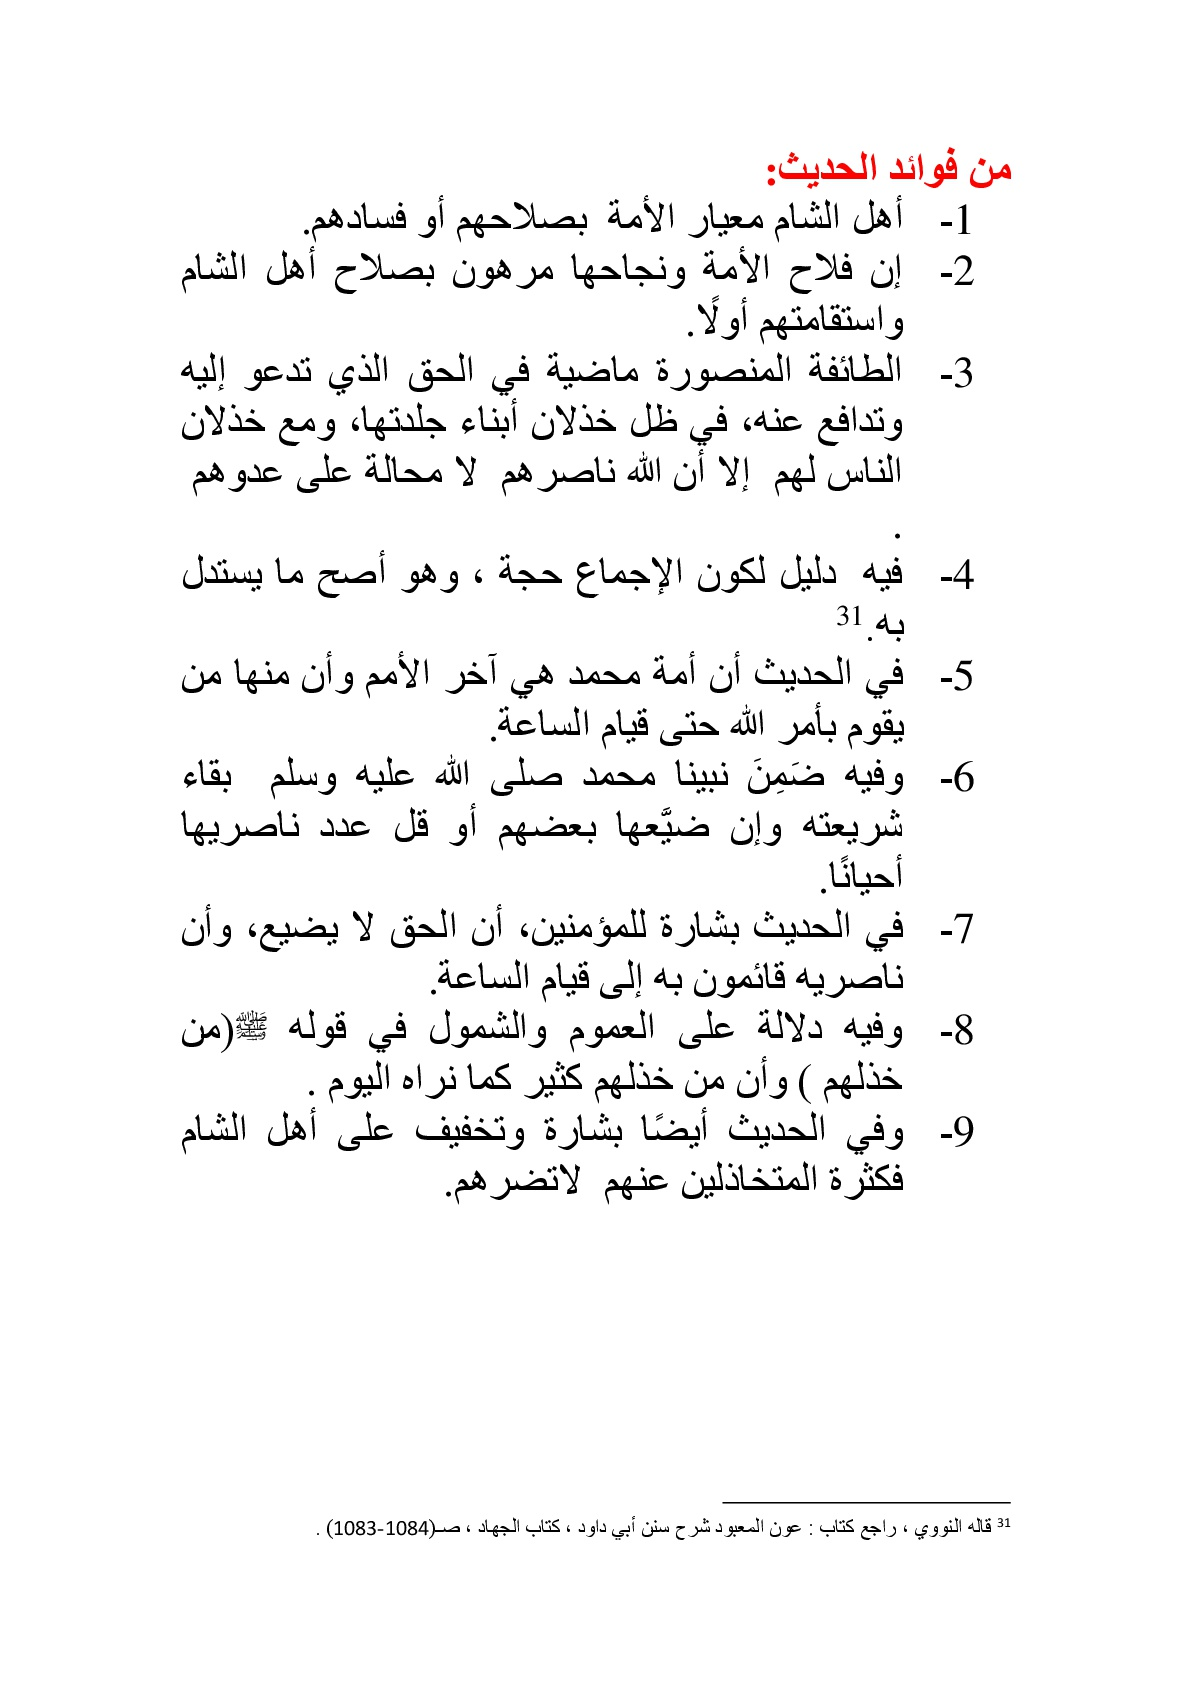 من فوائد الحديث:
1- أهل الشام معيار الأمة بصلاحهم أو فسادهم.
2- إن فلاح الأمة ونجاحها مرهون بصلاح أهل الشام
واستقامتهم أولًا.
3- الطائفة المنصورة ماضية في الحق الذي تدعو إليه
وتدافع عنه، في ظل خذلان أبناء جلدتها، ومع خذلان
الناس لهم إلا أن الله ناصرهم لا محالة على عدوهم
.
4- فيه دليل لكون الإجماع حجة ، وهو أصح ما يستدل
به.31
5- في الحديث أن أمة محمد هي آخر الأمم وأن منها من
يقوم بأمر الله حتى قيام الساعة.
6- وفيه ضَمِنَ نبينا محمد صلى الله عليه وسلم بقاء
شريعته وإن ضيَّعها بعضهم أو قل عدد ناصريها
أحيانًا.
7- في الحديث بشارة للمؤمنين، أن الحق لا يضيع، وأن
ناصريه قائمون به إلى قيام الساعة.
8- وفيه دلالة على العموم والشمول في قوله ﷺ(من
خذلهم ) وأن من خذلهم كثير كما نراه اليوم .
9- وفي الحديث أيضًا بشارة وتخفيف على أهل الشام
فكثرة المتخاذلين عنهم لاتضرهم.
31 قاله النووي ، راجع كتاب : عون المعبود شرح سنن أبي داود ، كتاب الجهاد ، صـ(1084-1083) .